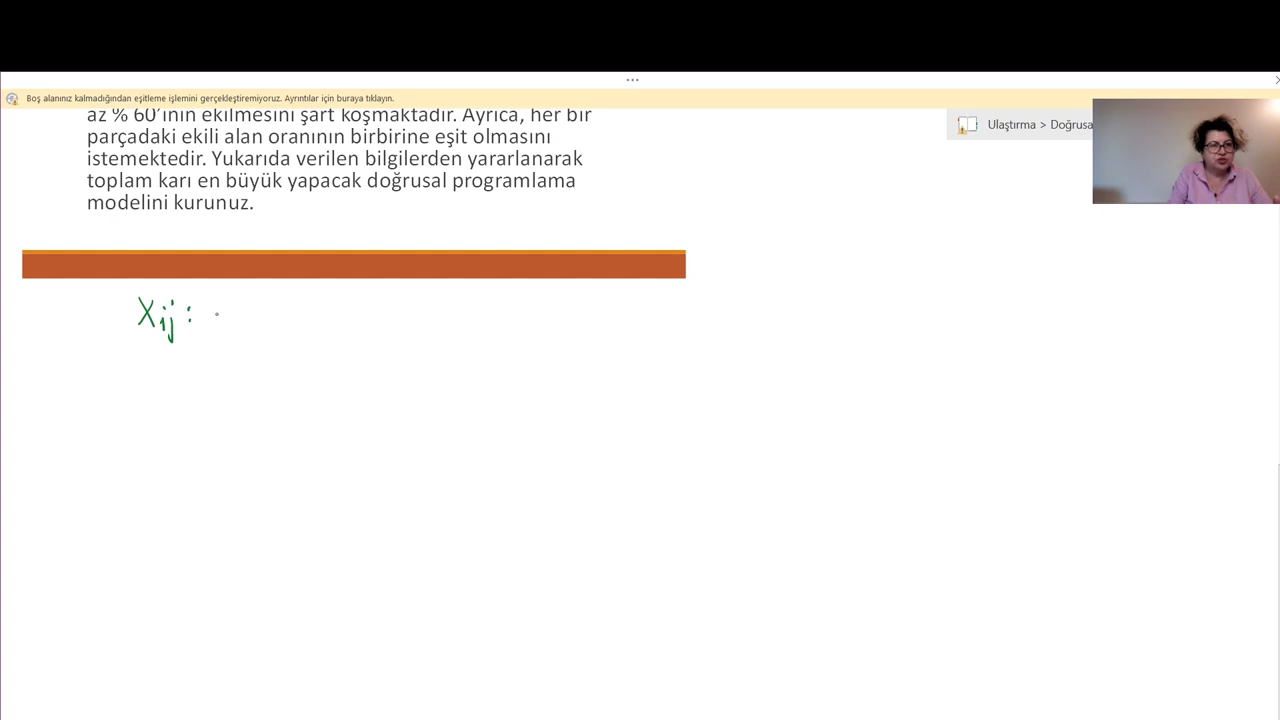 ...
Boş alanınız kalmadığından eşitleme işlemini gerçekleştiremiyoruz. Ayrıntılar için buraya tıklayın.
az % 60'ının ekilmesini şart koşmaktadır. Ayrıca, her bir
parçadaki ekili alan oranının birbirine eşit olmasını
istemektedir. Yukarıda verilen bilgilerden yararlanarak
toplam karı en büyük yapacak doğrusal programlama
modelini kurunuz.
Ulaştırma > Doğrusa
Xij :